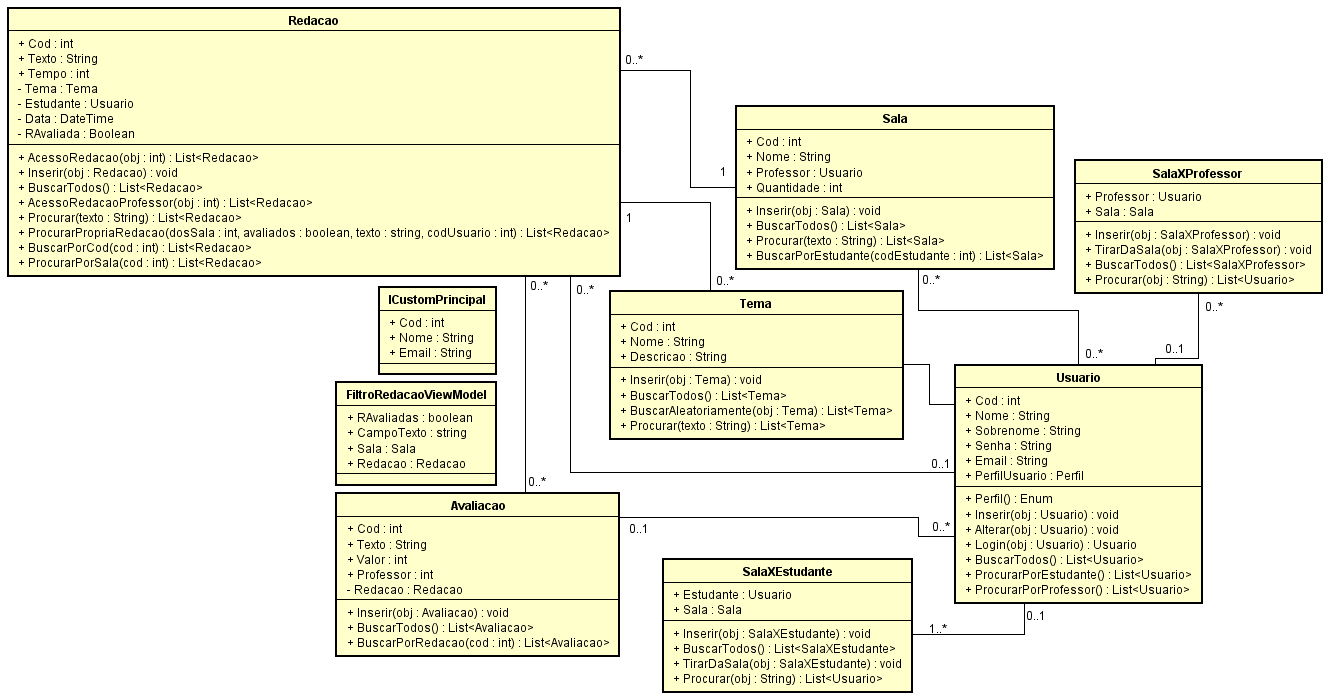 Redacao
+ Cod : int
+ Texto : String
+ Tempo : int
- Tema : Tema
- Estudante : Usuario
- Data : DateTime
- RAvaliada : Boolean
+ AcessoRedacao(obj : int) : List<Redacao>
+ Inserir(obj : Redacao) : void
+ BuscarTodos() : List<Redacao>
+ AcessoRedacaoProfessor(obj : int) : List<Redacao>
+ Procurar(texto : String) : List<Redacao>
+ ProcurarPropriaRedacao(dosSala : int, avaliados : boolean, texto : string, codUsuario : int) : List<Redacao>
+ BuscarPorCod(cod : int) : List<Redacao>
+ ProcurarPorSala(cod : int) : List<Redacao>
0..*
1
1
0..*
0..*
0..*
Sala
+ Cod : int
+ Nome : String
+ Professor : Usuario
+ Quantidade : int
+ Inserir(obj : Sala) : void
+ BuscarTodos() : List<Sala>
+ Procurar(texto : String) : List<Sala>
+ BuscarPorEstudante(codEstudante : int) : List<Sala>
0..*
0..*
SalaXProfessor
+ Professor : Usuario
+ Sala : Sala
+ Inserir(obj : SalaXProfessor) : void
+ TirarDaSala(obj : SalaXProfessor) : void
+ BuscarTodos() : List<SalaXProfessor>
+ Procurar(obj : String) : List<Usuario>
0..*
0..1
ICustomPrincipal
+ Cod : int
+ Nome : String
+ Email : String
Tema
+ Cod : int
+ Nome : String
+ Descricao : String
+ Inserir(obj : Tema) : void
+ BuscarTodos() : List<Tema>
+ BuscarAleatoriamente(obj : Tema) : List<Tema>
+ Procurar(texto : String) : List<Tema>
FiltroRedacaoViewModel
+ RAvaliadas : boolean
+ CampoTexto : string
+ Sala : Sala
+ Redacao : Redacao
Usuario
+ Cod : int
+ Nome : String
+ Sobrenome : String
+ Senha : String
+ Email : String
+ PerfilUsuario : Perfil
+ Perfil() : Enum
+ Inserir(obj : Usuario) : void
+ Alterar(obj : Usuario) : void
+ Login(obj : Usuario) : Usuario
+ BuscarTodos() : List<Usuario>
+ ProcurarPorEstudante() : List<Usuario>
+ ProcurarPorProfessor() : List<Usuario>
0..1
0..*
Avaliacao
+ Cod : int
+ Texto : String
+ Valor : int
+ Professor : int
- Redacao : Redacao
+ Inserir(obj : Avaliacao) : void
+ BuscarTodos() : List<Avaliacao>
+ BuscarPorRedacao(cod : int) : List<Avaliacao>
0..1
0..*
SalaXEstudante
+ Estudante : Usuario
+ Sala : Sala
+ Inserir(obj : SalaXEstudante) : void
+ BuscarTodos() : List<SalaXEstudante>
+ TirarDaSala(obj : SalaXEstudante) : void
+ Procurar(obj : String) : List<Usuario>
1..*
0..1